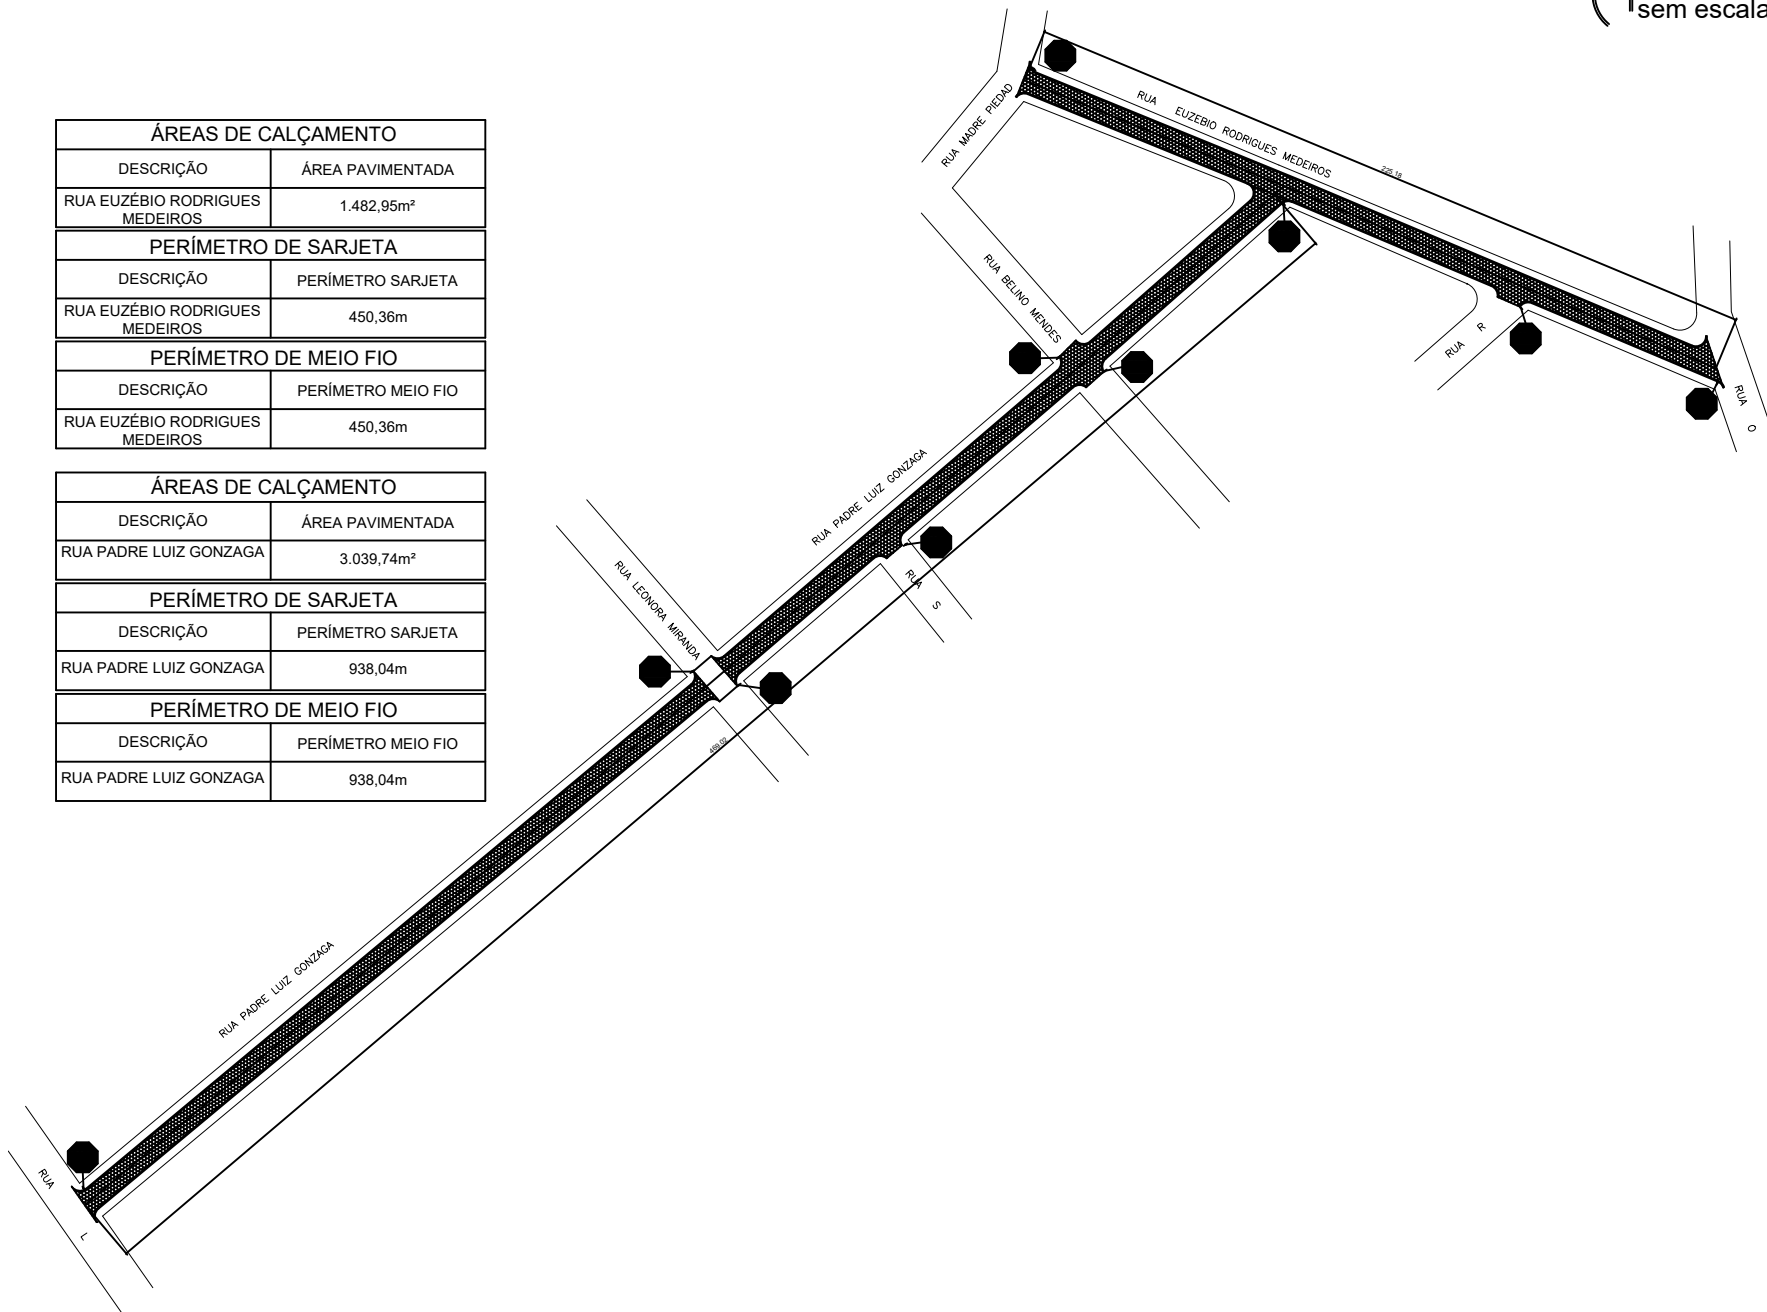 sem escala
ÁREAS DE CALÇAMENTO
DESCRIÇÃO ÁREA PAVIMENTADA
RUA EUZÉBIO RODRIGUES
MEDEIROS
1.482,95m²
PERÍMETRO DE SARJETA
DESCRIÇÃO PERÍMETRO SARJETA
RUA EUZÉBIO RODRIGUES
MEDEIROS
450,36m
PERÍMETRO DE MEIO FIO
DESCRIÇÃO PERÍMETRO MEIO FIO
RUA EUZÉBIO RODRIGUES
MEDEIROS
450,36m
ÁREAS DE CALÇAMENTO
DESCRIÇÃO ÁREA PAVIMENTADA
RUA PADRE LUIZ GONZAGA 3.039,74m²
PERÍMETRO DE SARJETA
DESCRIÇÃO PERÍMETRO SARJETA
RUA PADRE LUIZ GONZAGA 938,04m
PERÍMETRO DE MEIO FIO
DESCRIÇÃO PERÍMETRO MEIO FIO
RUA PADRE LUIZ GONZAGA 938,04m
RUA MADRE PIEDAD
RUA EUZEBIO RODRIGUES MEDEIROS
225,18
RUA BELINO MENDES
RUA R
RUA O
RUA PADRE LUIZ GONZAGA
RUA S
RUA LEONORA MIRANDA
469,02
RUA PADRE LUIZ GONZAGA
RUA L